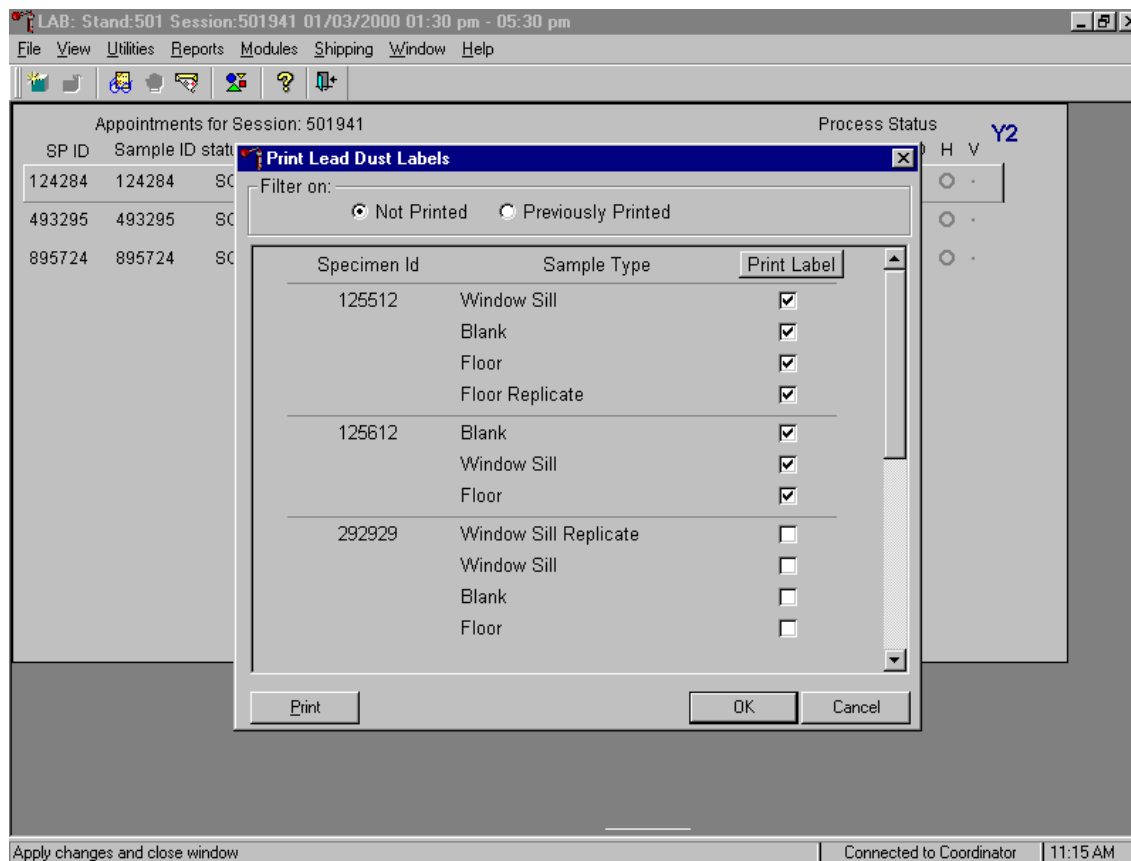 LAB: Stand:501 Session:501941 01/03/2000 01:30 pm - 05:30 pm
File View Utilities Reports Modules Shipping Window Help
Appointments for Session: 501941 Process Status Y2
SP ID Sample ID H V
124284 124284
493295 493295
895724 895724
Print Lead Dust Labels
Filter on:
Not Printed Previously Printed
Specimen Id Sample Type Print Label
125512 Window Sill
Blank
Floor
Floor Replicate
125612 Blank
Window Sill
Floor
292929 Window Sill Replicate
Window Sill
Blank
Floor
Print OK Cancel
Apply changes and close window Connected to Coordinator 11:15 AM